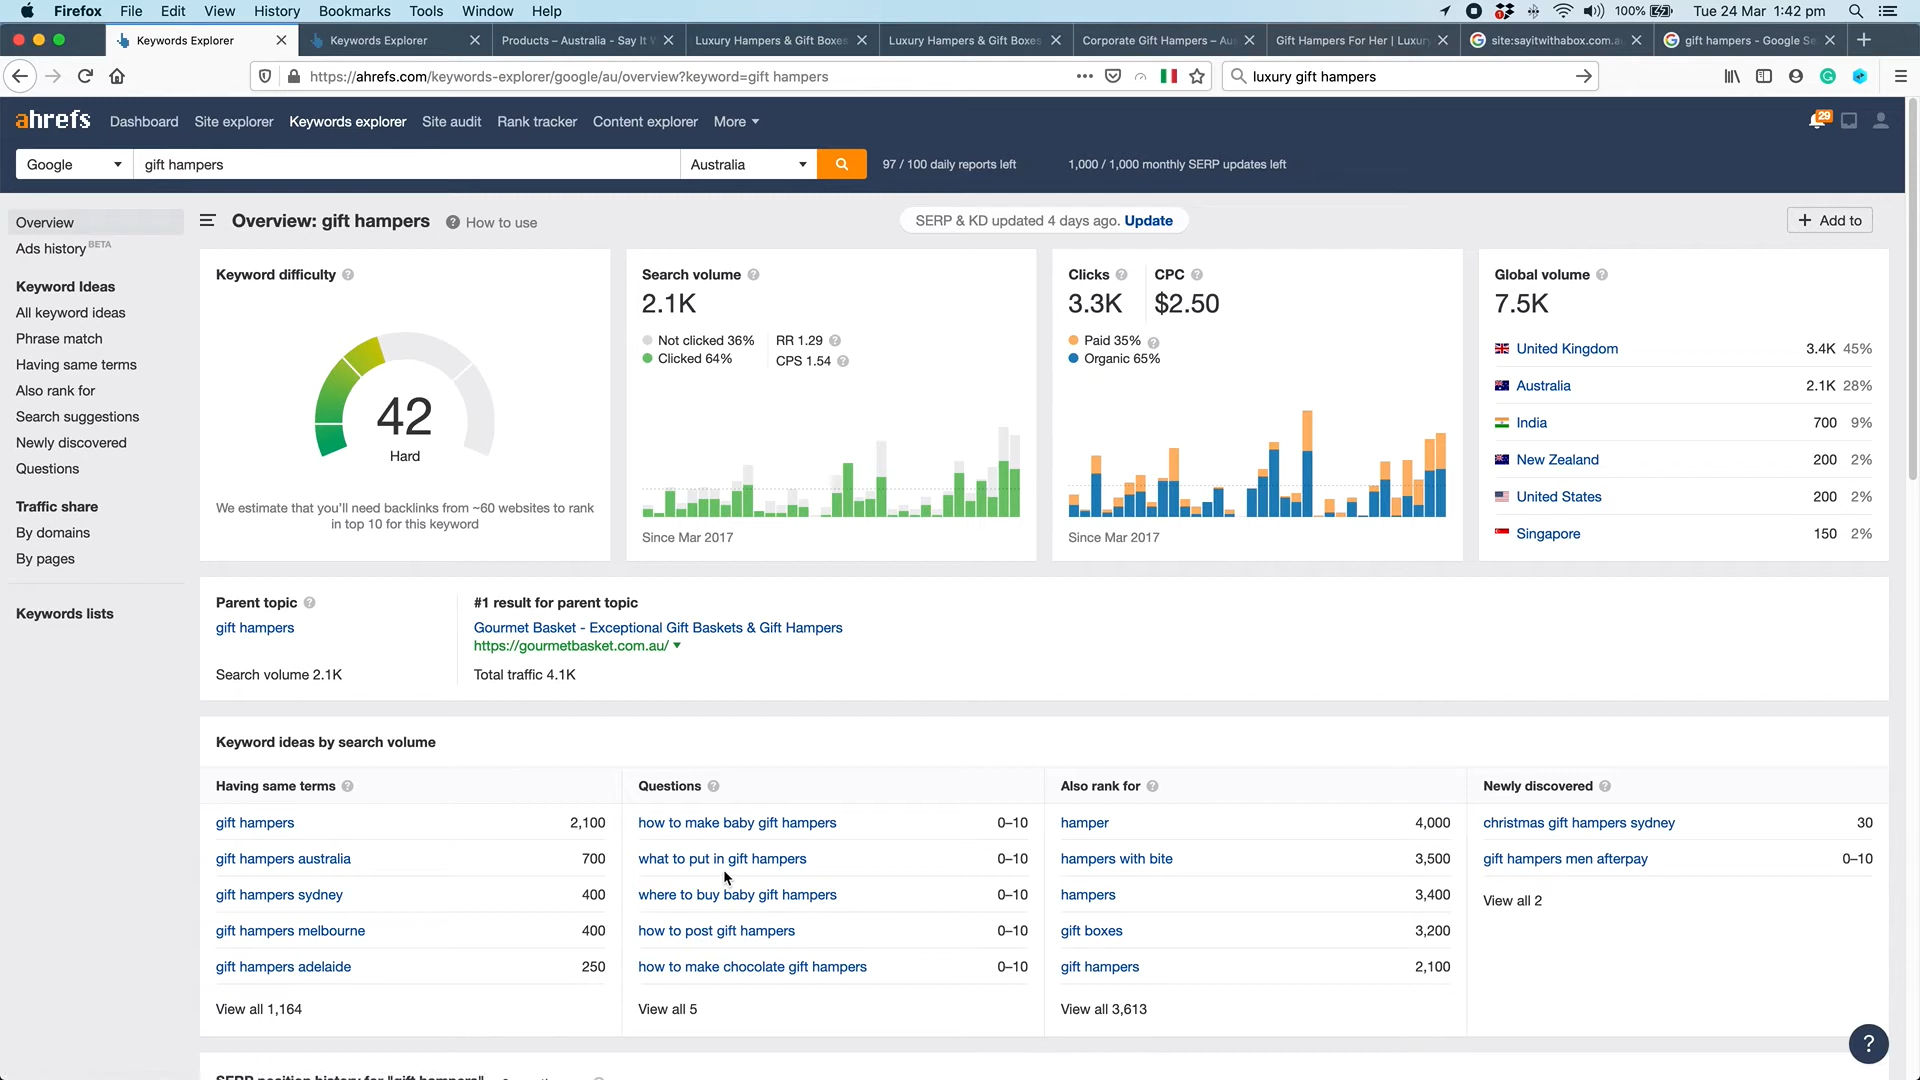 Firefox File Edit View History Bookmarks Tools Window Help 100% Tue 24 Mar 1:42 pm
Keywords Explorer Keywords Explorer Products – Australia - Say It Luxury Hampers & Gift Boxes Luxury Hampers & Gift Boxes Corporate Gift Hampers – Au Gift Hampers For Her | Luxury site:sayitwithabox.com.a gift hampers - Google Se
https://ahrefs.com/keywords-explorer/google/au/overview?keyword=gift hampers luxury gift hampers
ahrefs Dashboard Site explorer Keywords explorer Site audit Rank tracker Content explorer More 29
Google gift hampers Australia 97 / 100 daily reports left 1,000 / 1,000 monthly SERP updates left
Overview
Ads history BETA
Keyword Ideas
All keyword ideas
Phrase match
Having same terms
Also rank for
Search suggestions
Newly discovered
Questions
Traffic share
By domains
By pages
Keywords lists
Overview: gift hampers ? How to use SERP & KD updated 4 days ago. Update + Add to
Keyword difficulty ?
42
Hard
We estimate that you'll need backlinks from ~60 websites to rank
in top 10 for this keyword
Search volume ?
2.1K
Not clicked 36% RR 1.29 ?
Clicked 64% CPS 1.54 ?
Since Mar 2017
Clicks ? CPC ?
3.3K $2.50
Paid 35% ?
Organic 65%
Since Mar 2017
Global volume ?
7.5K
United Kingdom 3.4K 45%
Australia 2.1K 28%
India 700 9%
New Zealand 200 2%
United States 200 2%
Singapore 150 2%
Parent topic ?
gift hampers
Search volume 2.1K
#1 result for parent topic
Gourmet Basket - Exceptional Gift Baskets & Gift Hampers
https://gourmetbasket.com.au/
Total traffic 4.1K
Keyword ideas by search volume
Having same terms ?
gift hampers 2,100
gift hampers australia 700
gift hampers sydney 400
gift hampers melbourne 400
gift hampers adelaide 250
View all 1,164
Questions ?
how to make baby gift hampers 0–10
what to put in gift hampers 0–10
where to buy baby gift hampers 0–10
how to post gift hampers 0–10
how to make chocolate gift hampers 0–10
View all 5
Also rank for ?
hamper 4,000
hampers with bite 3,500
hampers 3,400
gift boxes 3,200
gift hampers 2,100
View all 3,613
Newly discovered ?
christmas gift hampers sydney 30
gift hampers men afterpay 0–10
View all 2
?
SERP position history for "gift hampers"